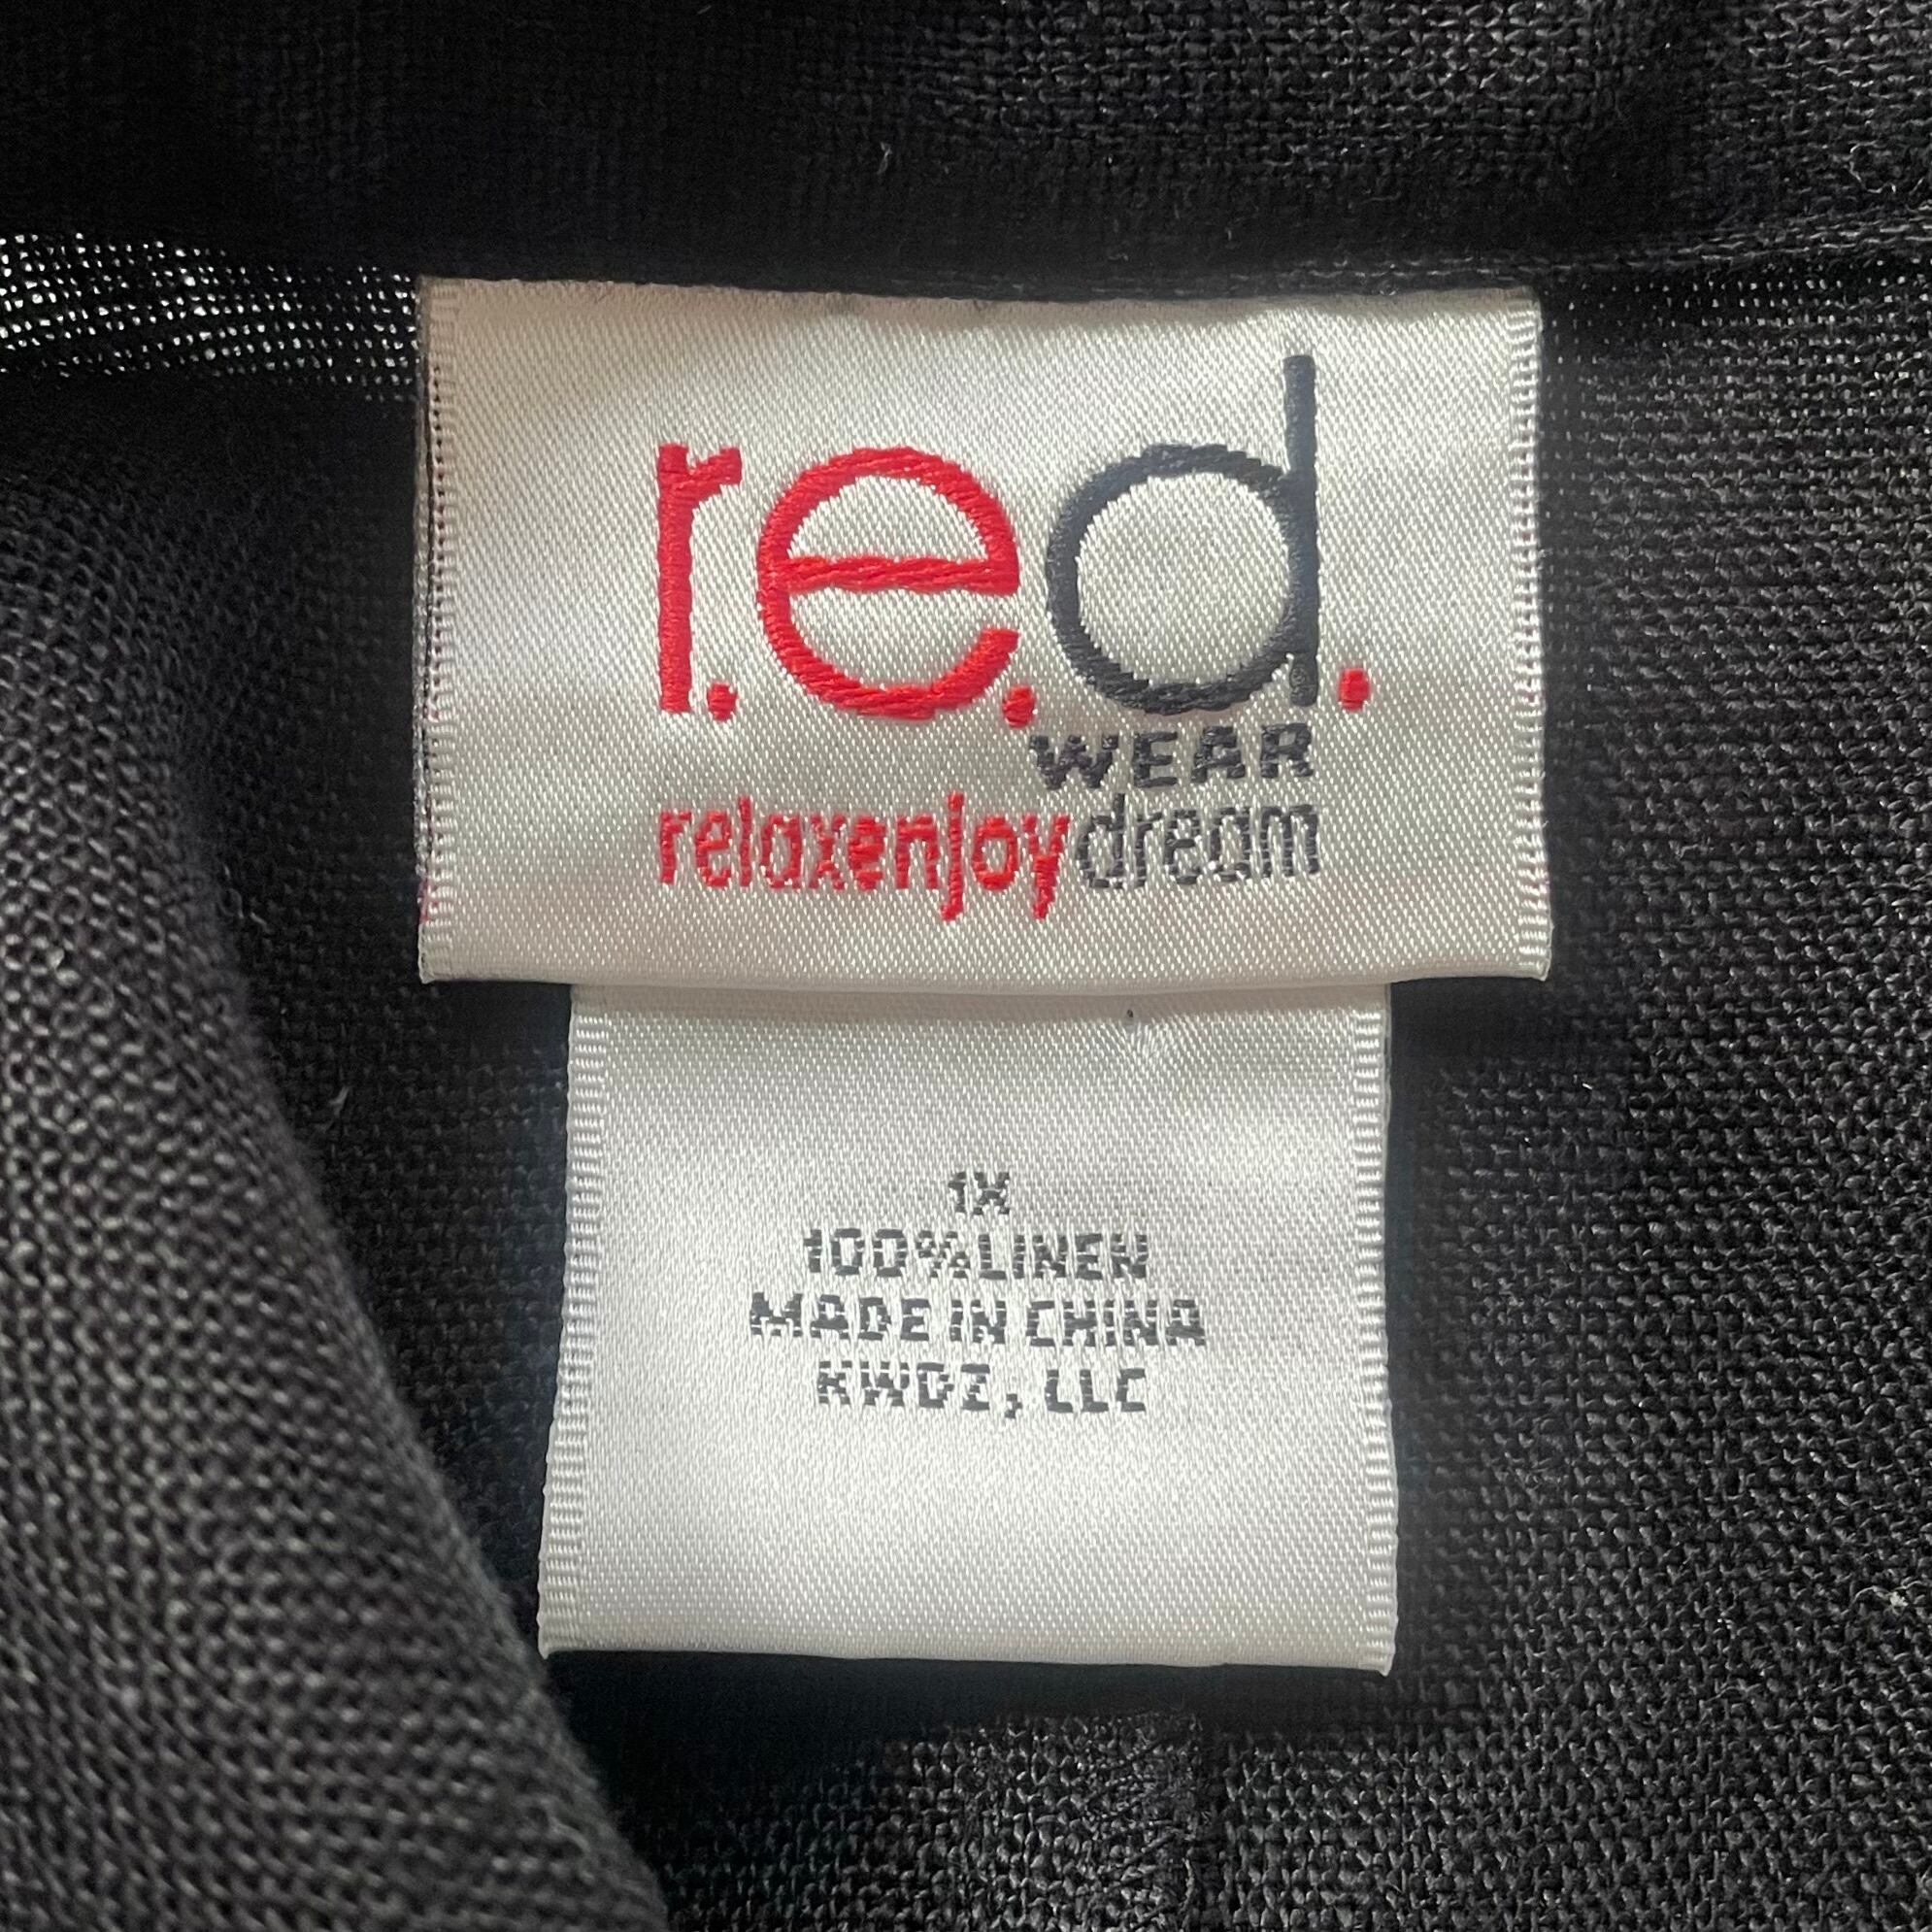 r.e.d.
WEAR
relaxenjoydream
1X
100%LINEN
MADE IN CHINA
KWDZ, LLC